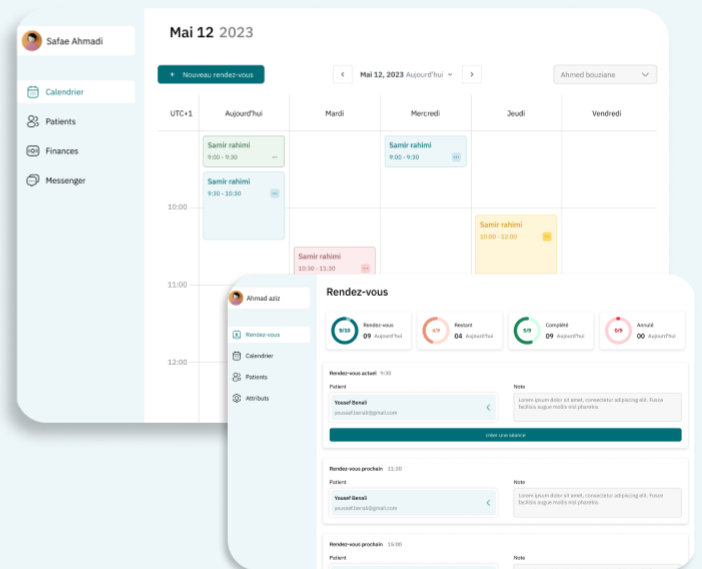 Safae Ahmadi
Calendrier
Patients
Finances
Messenger
Mai 12 2023
+ Nouveau rendez-vous
Mai 12, 2023 Aujourd'hui
Ahmed bouziane
UTC+1 Aujourd'hui Mardi Mercredi Jeudi Vendredi
Samir rahimi
9:00 - 9:30
Samir rahimi
9:30 - 10:30
Samir rahimi
10:30 - 11:30
Samir rahimi
9:00 - 9:30
Samir rahimi
10:00 - 12:00
10:00
11:00
12:00
Ahmad aziz
Rendez-vous
Calendrier
Patients
Attributs
Rendez-vous
9/10
Rendez-vous
09 Aujourd'hui
4/9
Restant
04 Aujourd'hui
5/9
Complété
09 Aujourd'hui
0/9
Annulé
00 Aujourd'hui
Rendez-vous actuel 9:30
Patient
Yousef Benali
youssef.benali@gmail.com
Note
Lorem ipsum dolor sit amet, consectetur adipiscing elit. Fusce
facilisis augue mollis nisl pharetra.
créer une séance
Rendez-vous prochain 11:30
Patient
Yousef Benali
youssef.benali@gmail.com
Note
Lorem ipsum dolor sit amet, consectetur adipiscing elit. Fusce
facilisis augue mollis nisl pharetra.
Rendez-vous prochain 15:00
Patient
Note